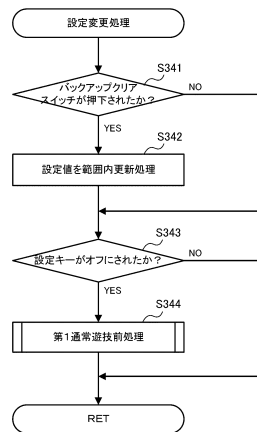 設定変更処理
S341
バックアップクリア
スイッチが押下されたか？
NO
YES
S342
設定値を範囲内更新処理
S343
設定キーがオフにされたか？
NO
YES
S344
第1通常遊技前処理
RET